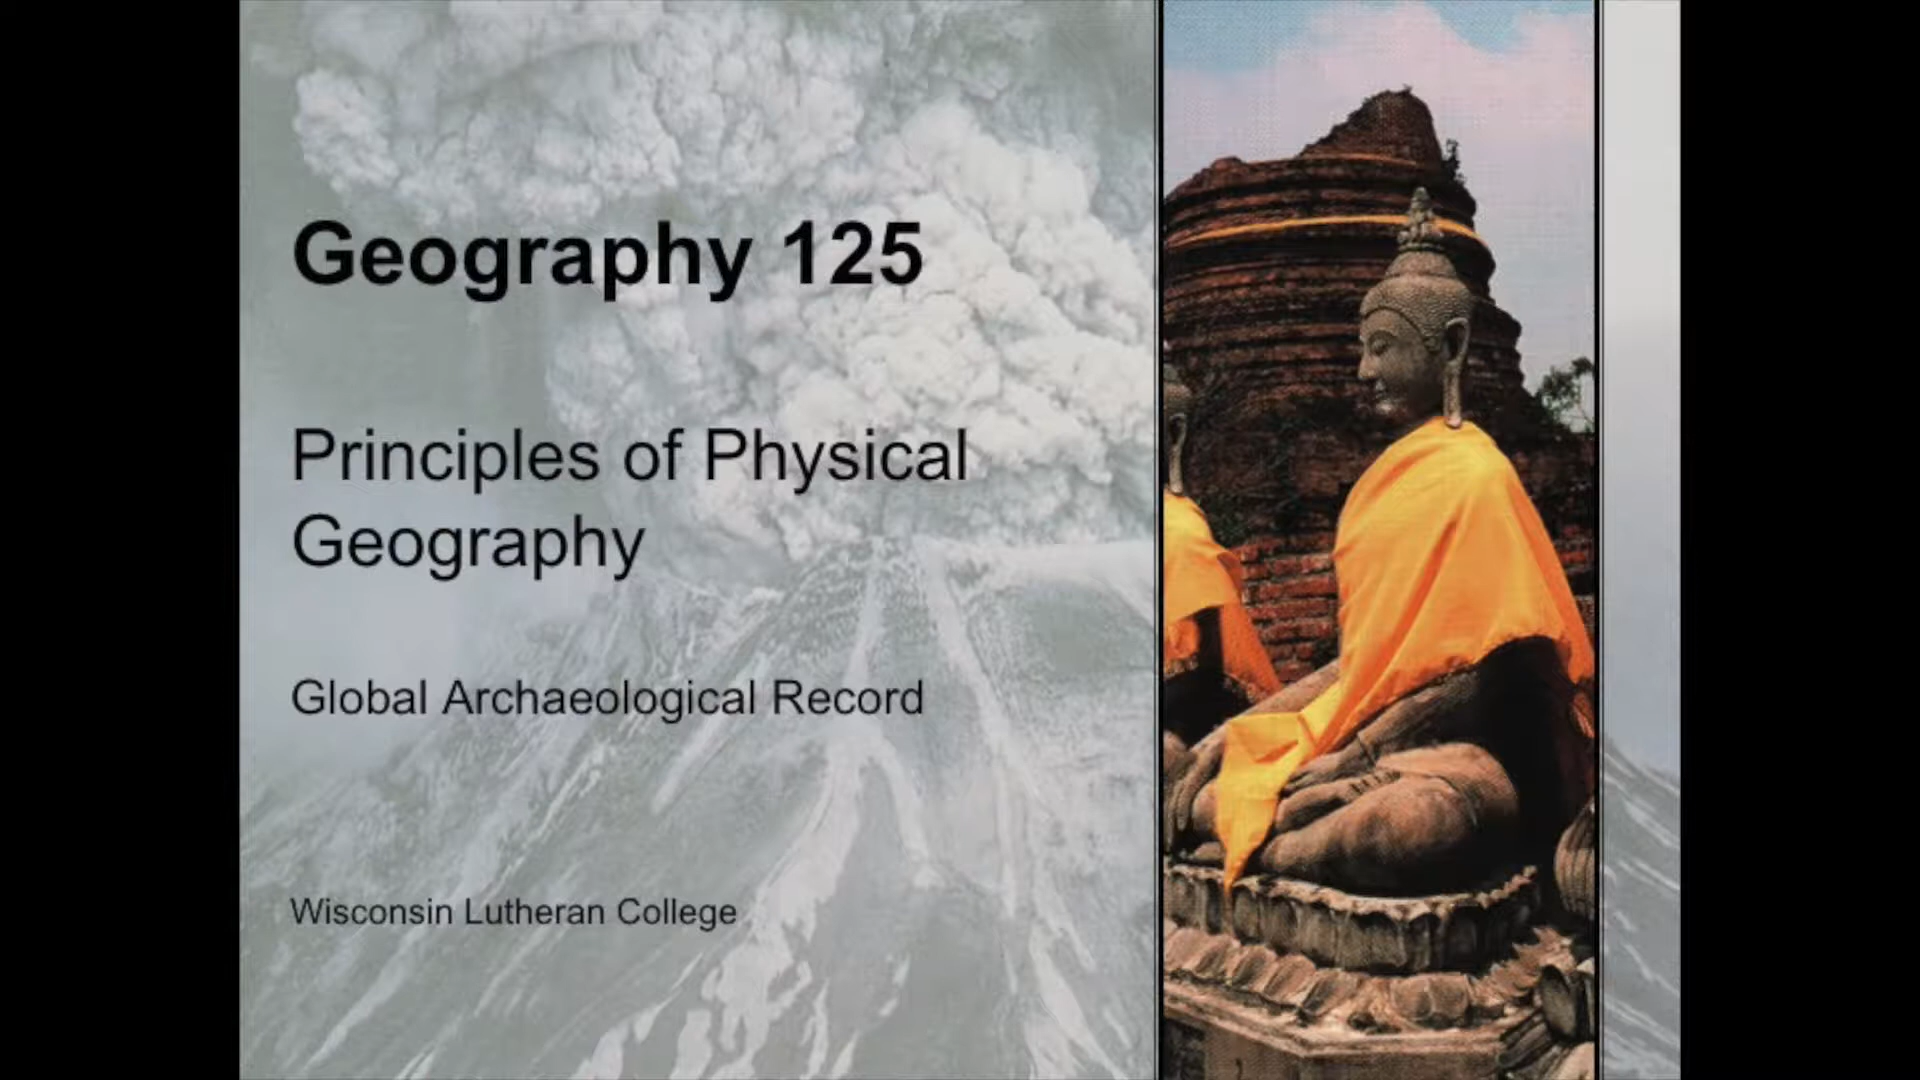 Geography 125
Principles of Physical
Geography
Global Archaeological Record
Wisconsin Lutheran College